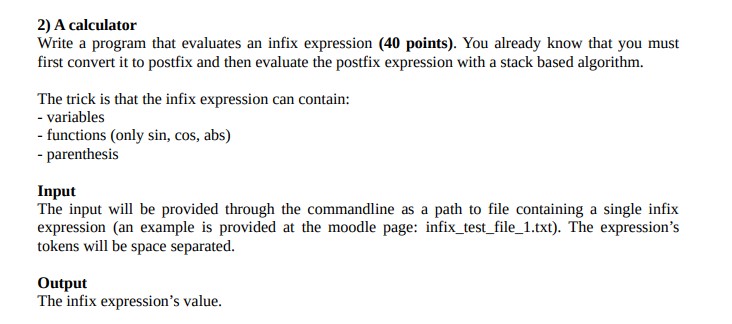 2) A calculator
Write a program that evaluates an infix expression (40 points). You already know that you must
first convert it to postfix and then evaluate the postfix expression with a stack based algorithm.
The trick is that the infix expression can contain:
- variables
- functions (only sin, cos, abs)
- parenthesis
Input
The input will be provided through the commandline as a path to file containing a single infix
expression (an example is provided at the moodle page: infix_test_file_1.txt). The expression's
tokens will be space separated.
Output
The infix expression's value.